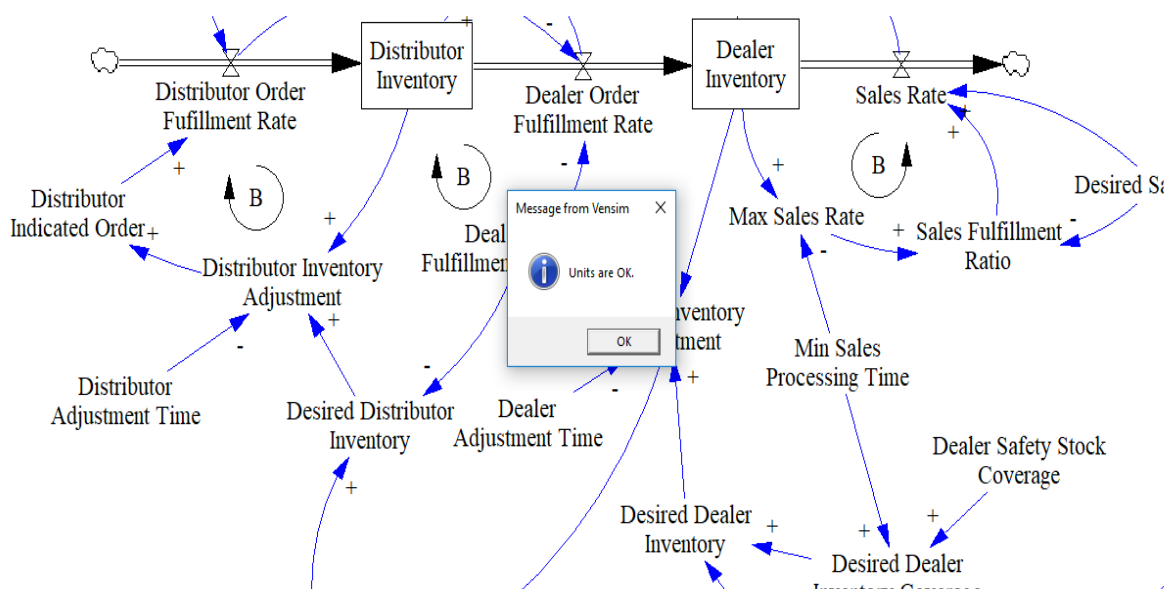 Distributor
Inventory
Dealer
Inventory
Distributor Order
Fufillment Rate
Dealer Order
Fulfillment Rate
Sales Rate
+
-
+
+
+
-
+
B
B
B
Distributor
Indicated Order
+
+
Max Sales Rate
-
+
Sales Fulfillment
Ratio
-
Desired
Message from Vensim
Units are OK.
OK
Distributor Inventory
Adjustment
+
-
Distributor
Adjustment Time
Desired Distributor
Inventory
-
+
Dealer
Adjustment Time
-
+
Min Sales
Processing Time
Dealer Safety Stock
Coverage
+
+
+
Desired Dealer
Inventory
Desired Dealer